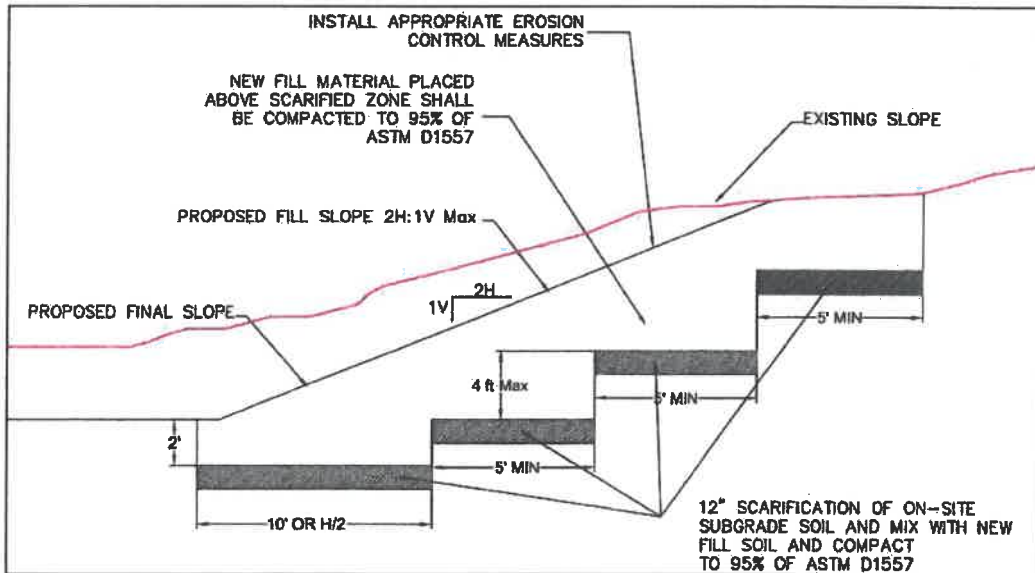 INSTALL APPROPRIATE EROSION
CONTROL MEASURES
NEW FILL MATERIAL PLACED
ABOVE SCARIFIED ZONE SHALL
BE COMPACTED TO 95% OF
ASTM D1557
EXISTING SLOPE
PROPOSED FILL SLOPE 2H:1V Max
2H
1V
PROPOSED FINAL SLOPE
5' MIN
4 ft Max
5' MIN
2'
5' MIN
10' OR H/2
12" SCARIFICATION OF ON-SITE
SUBGRADE SOIL AND MIX WITH NEW
FILL SOIL AND COMPACT
TO 95% OF ASTM D1557